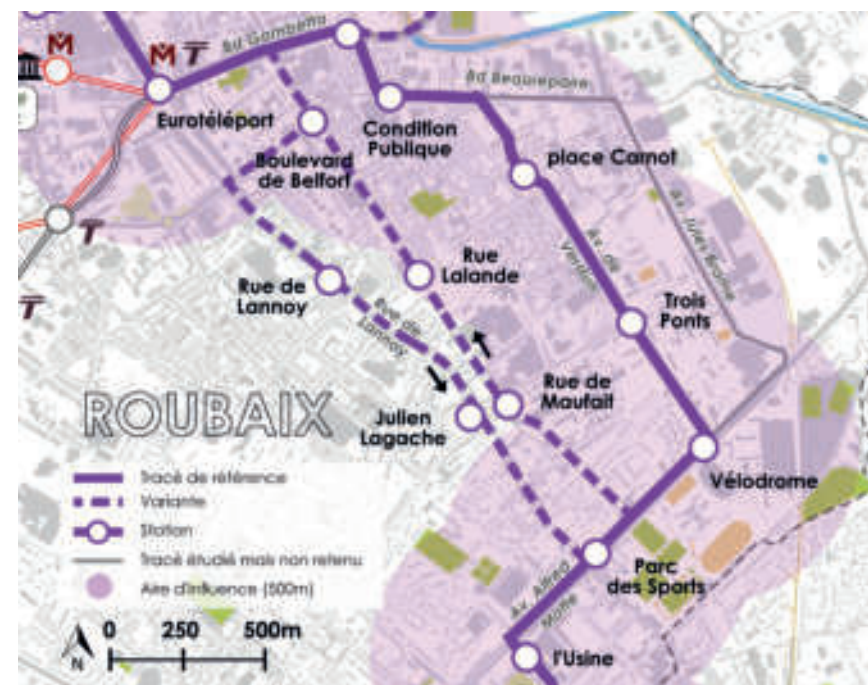 M
M T
Bd Gambetta
Bd Beaurepaire
Eurotéléport
Condition
Publique
Boulevard
de Belfort
place Carnot
T
Av. Jules Brame
Av. de
Verdun
Rue
Lalande
Rue de
Lannoy
Rue de
Lannoy
Trois
Ponts
T
Rue de
Maufait
ROUBAIX
Julien
Lagache
Vélodrome
Tracé de référence
Variante
Station
Tracé étudié mais non retenu
Aire d'influence (500m)
Parc
des Sports
Av. Alfred
Motte
N
0 250 500m
l'Usine